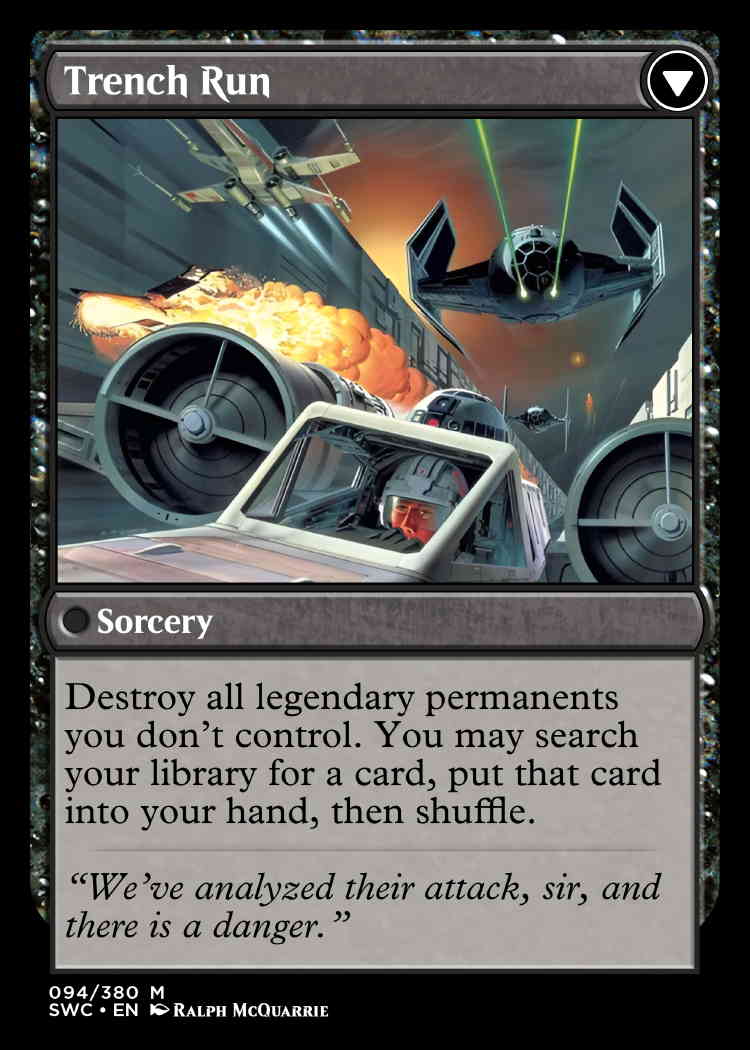 Trench Run
Sorcery
Destroy all legendary permanents
you don't control. You may search
your library for a card, put that card
into your hand, then shuffle.
“We've analyzed their attack, sir, and
there is a danger.”
094/380 M
SWC • EN Ralph McQuarrie